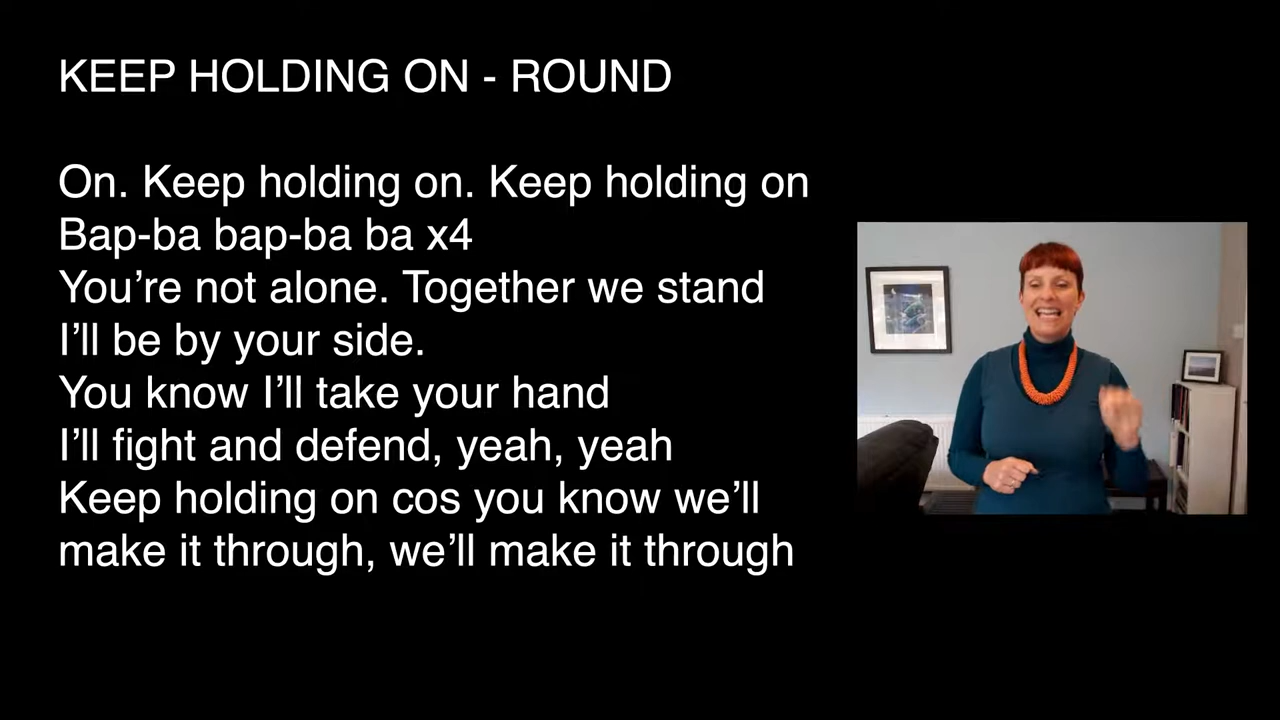 KEEP HOLDING ON - ROUND
On. Keep holding on. Keep holding on
Bap-ba bap-ba ba x4
You’re not alone. Together we stand
I’ll be by your side.
You know I’ll take your hand
I’ll fight and defend, yeah, yeah
Keep holding on cos you know we’ll
make it through, we’ll make it through